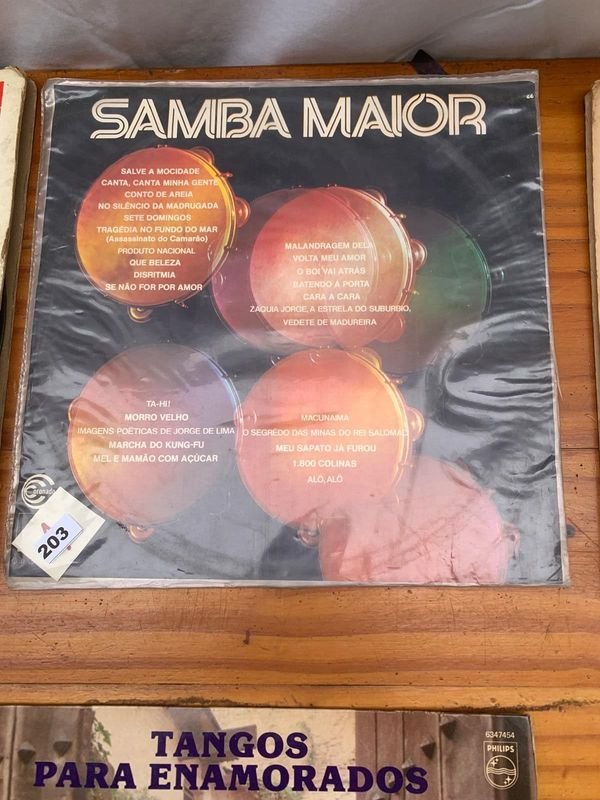 SAMBA MAIOR
SALVE A MOCIDADE
CANTA, CANTA MINHA GENTE
CONTO DE AREIA
NO SILÊNCIO DA MADRUGADA
SETE DOMINGOS
TRAGÉDIA NO FUNDO DO MAR
(Assassinato do Camarão)
PRODUTO NACIONAL
QUE BELEZA
DISRITMIA
SE NÃO FOR POR AMOR
MALANDRAGEM DELA
VOLTA MEU AMOR
O BOI VAI ATRÁS
BATENDO A PORTA
CARA A CARA
ZAQUIA JORGE, A ESTRELA DO SUBÚRBIO,
VEDETE DE MADUREIRA
TA-HI!
MORRO VELHO
IMAGENS POÉTICAS DE JORGE DE LIMA
MARCHA DO KUNG-FU
MEL E MAMÃO COM AÇÚCAR
MACUNAÍMA
O SEGREDO DAS MINAS DO REI SALOMÃO
MEU SAPATO JÁ FUROU
1.800 COLINAS
ALÔ, ALÔ
Coronado
A
203
TANGOS
PARA ENAMORADOS
6347454
PHILIPS